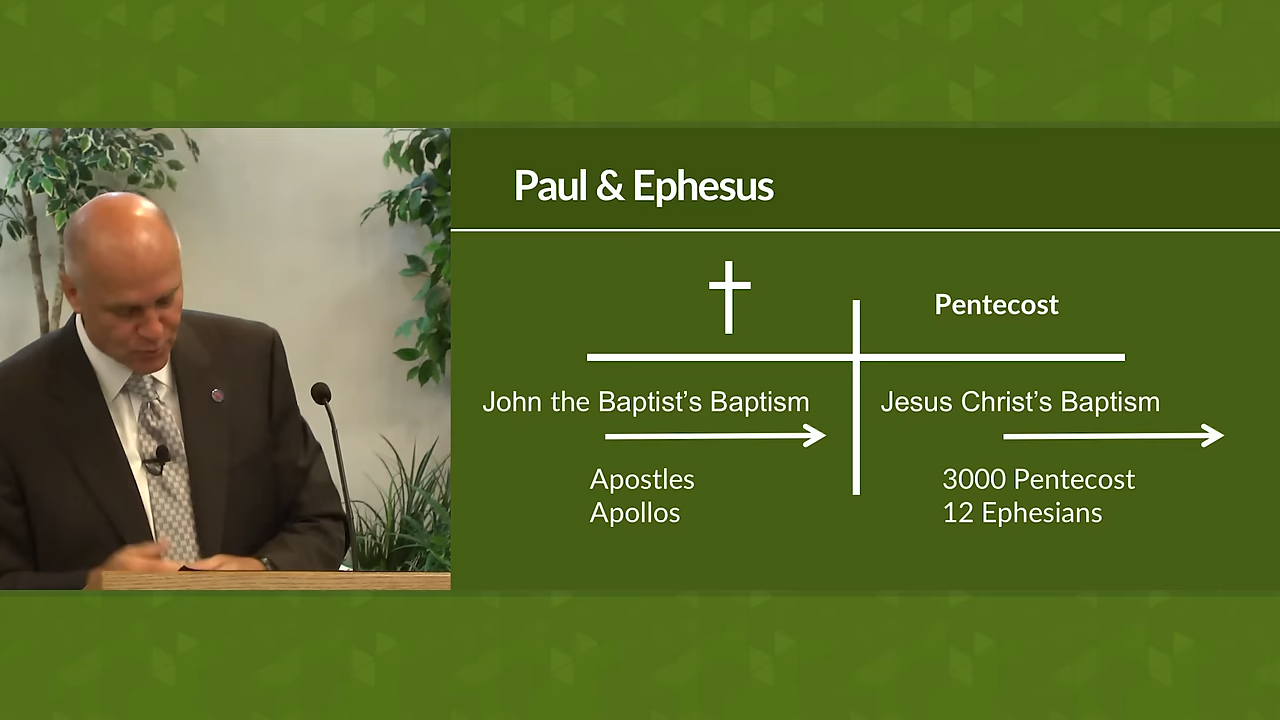 Paul & Ephesus
Pentecost
John the Baptist’s Baptism
Jesus Christ’s Baptism
Apostles
Apollos
3000 Pentecost
12 Ephesians